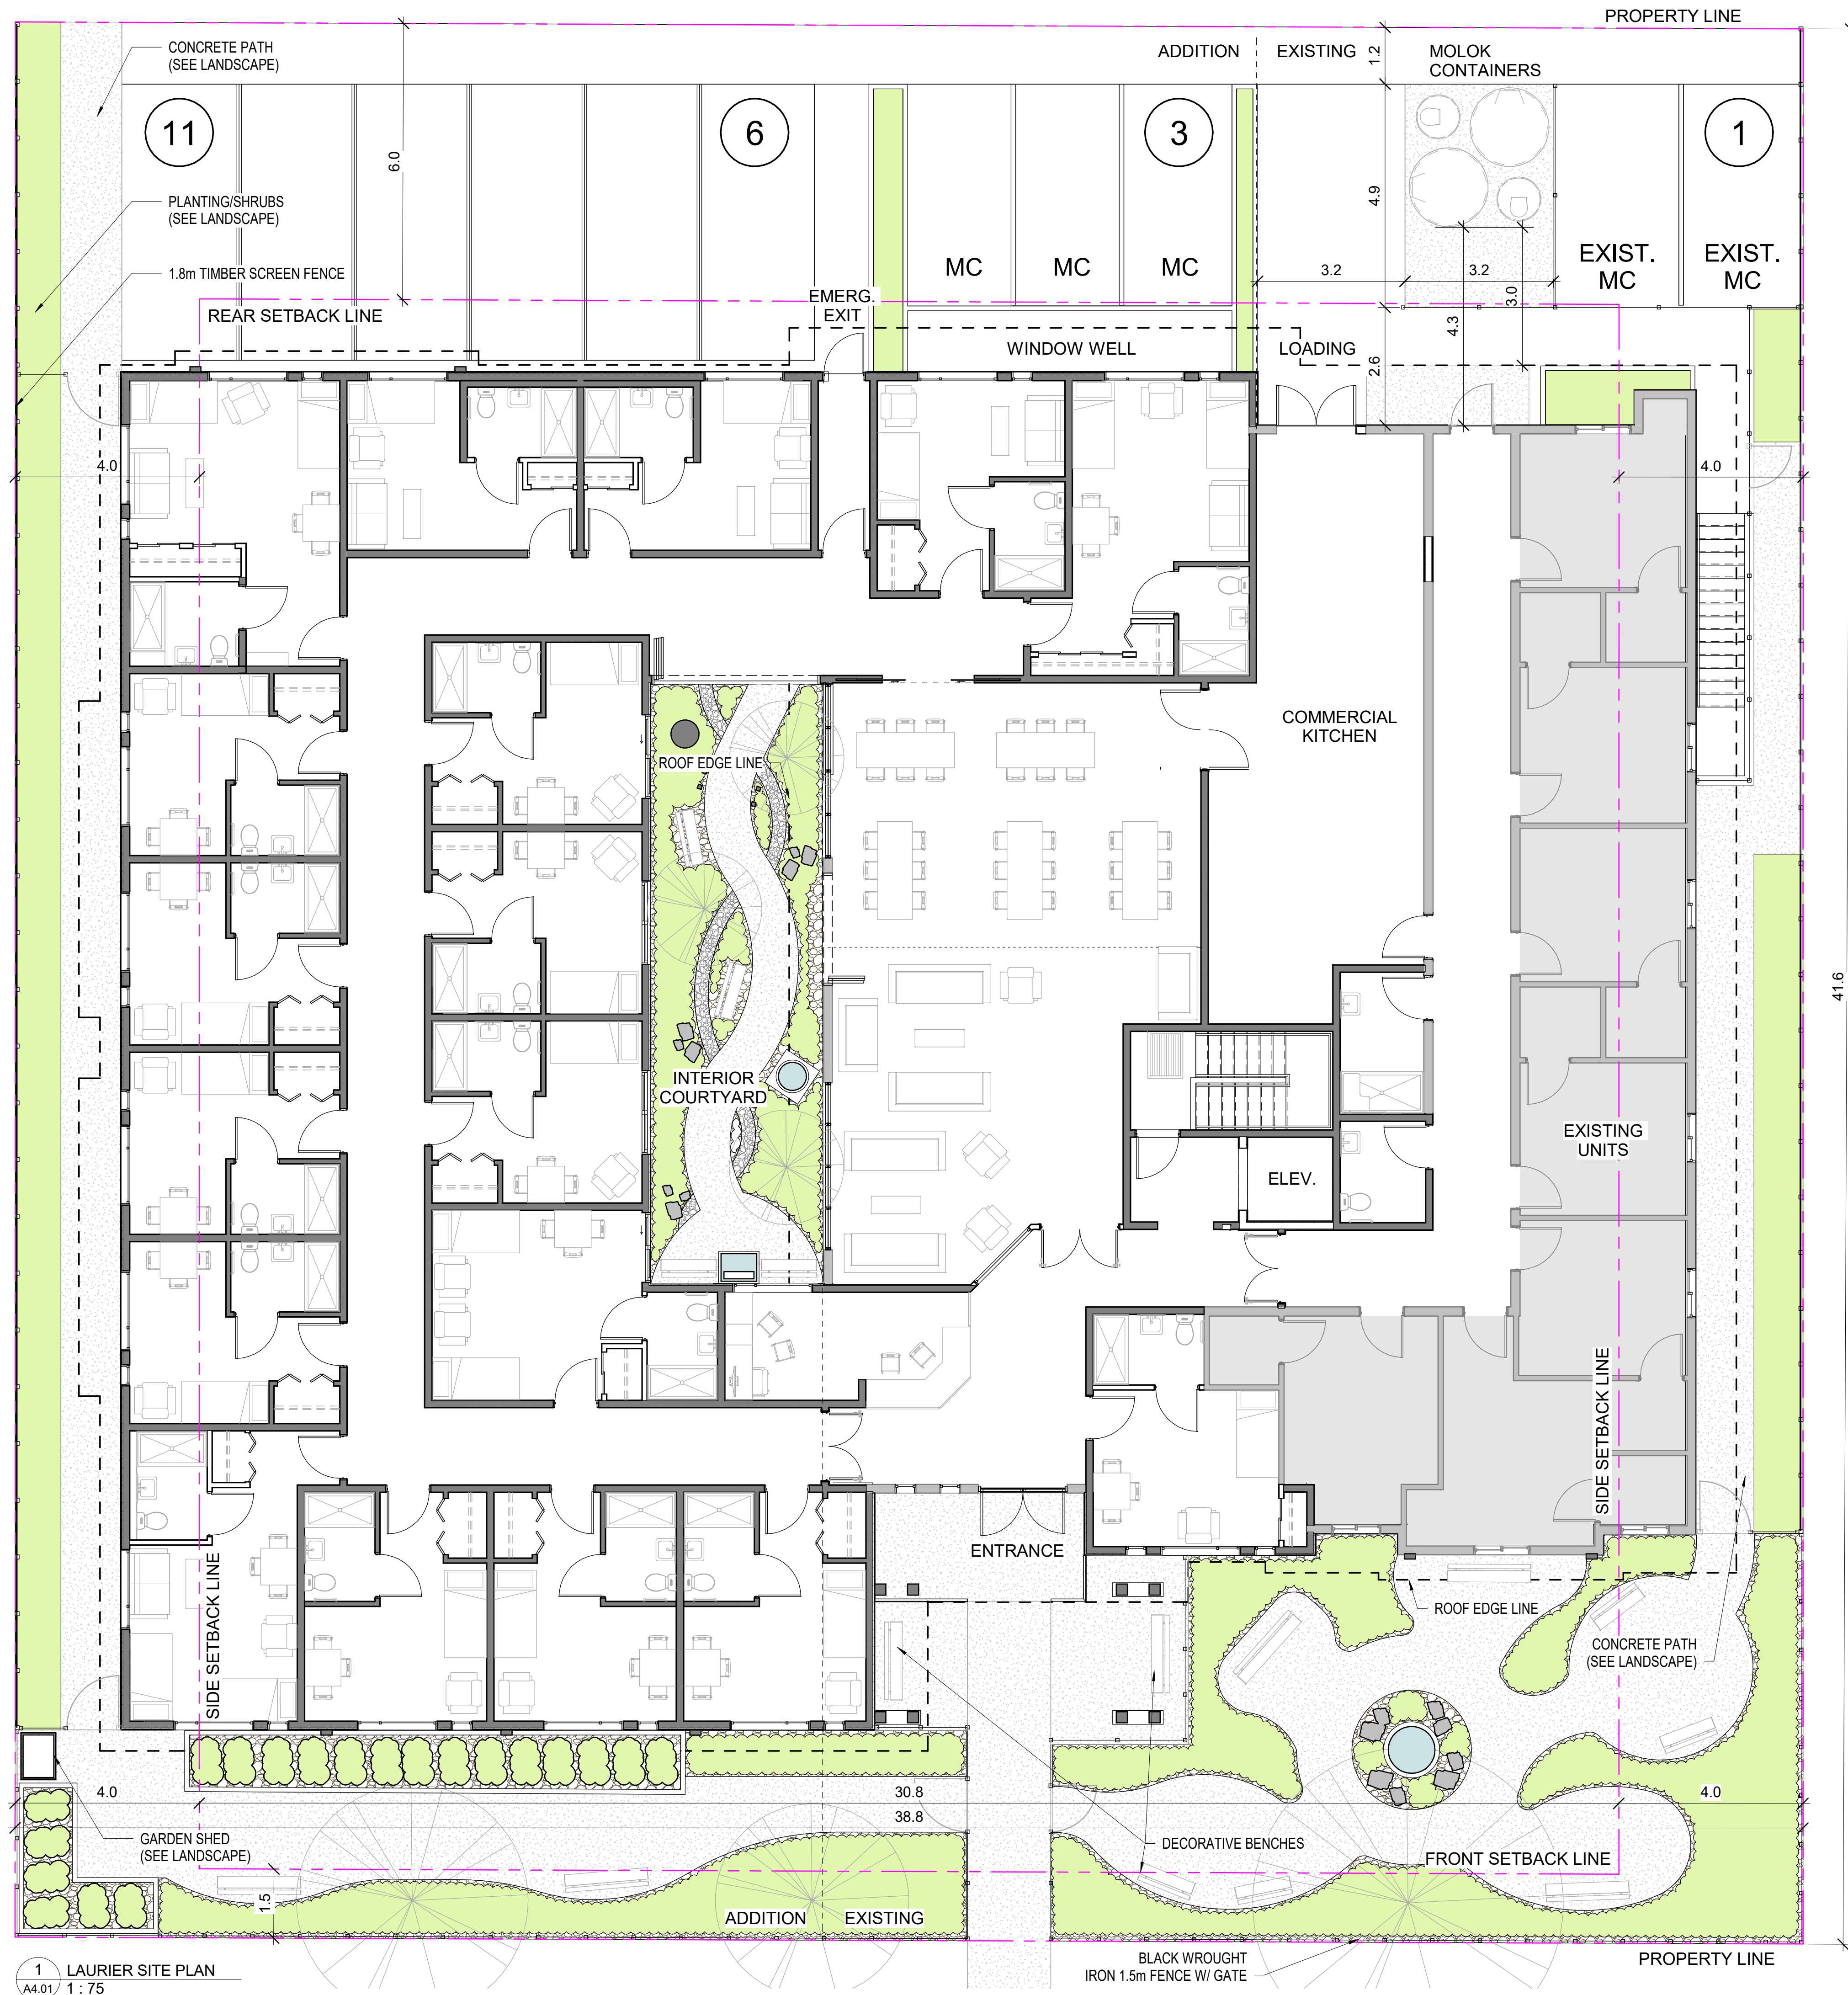 PROPERTY LINE
CONCRETE PATH
(SEE LANDSCAPE)
ADDITION
EXISTING
1.2
MOLOK
CONTAINERS
11
6
3
1
6.0
4.9
PLANTING/SHRUBS
(SEE LANDSCAPE)
1.8m TIMBER SCREEN FENCE
MC
MC
MC
EXIST.
MC
EXIST.
MC
3.2
3.2
3.0
4.3
2.6
REAR SETBACK LINE
EMERG.
EXIT
WINDOW WELL
LOADING
4.0
4.0
COMMERCIAL
KITCHEN
ROOF EDGE LINE
41.6
INTERIOR
COURTYARD
EXISTING
UNITS
ELEV.
SIDE SETBACK LINE
ENTRANCE
SIDE SETBACK LINE
ROOF EDGE LINE
CONCRETE PATH
(SEE LANDSCAPE)
4.0
30.8
4.0
38.8
GARDEN SHED
(SEE LANDSCAPE)
DECORATIVE BENCHES
FRONT SETBACK LINE
1.5
ADDITION
EXISTING
BLACK WROUGHT
IRON 1.5m FENCE W/ GATE
PROPERTY LINE
1
A4.01
LAURIER SITE PLAN
1 : 75